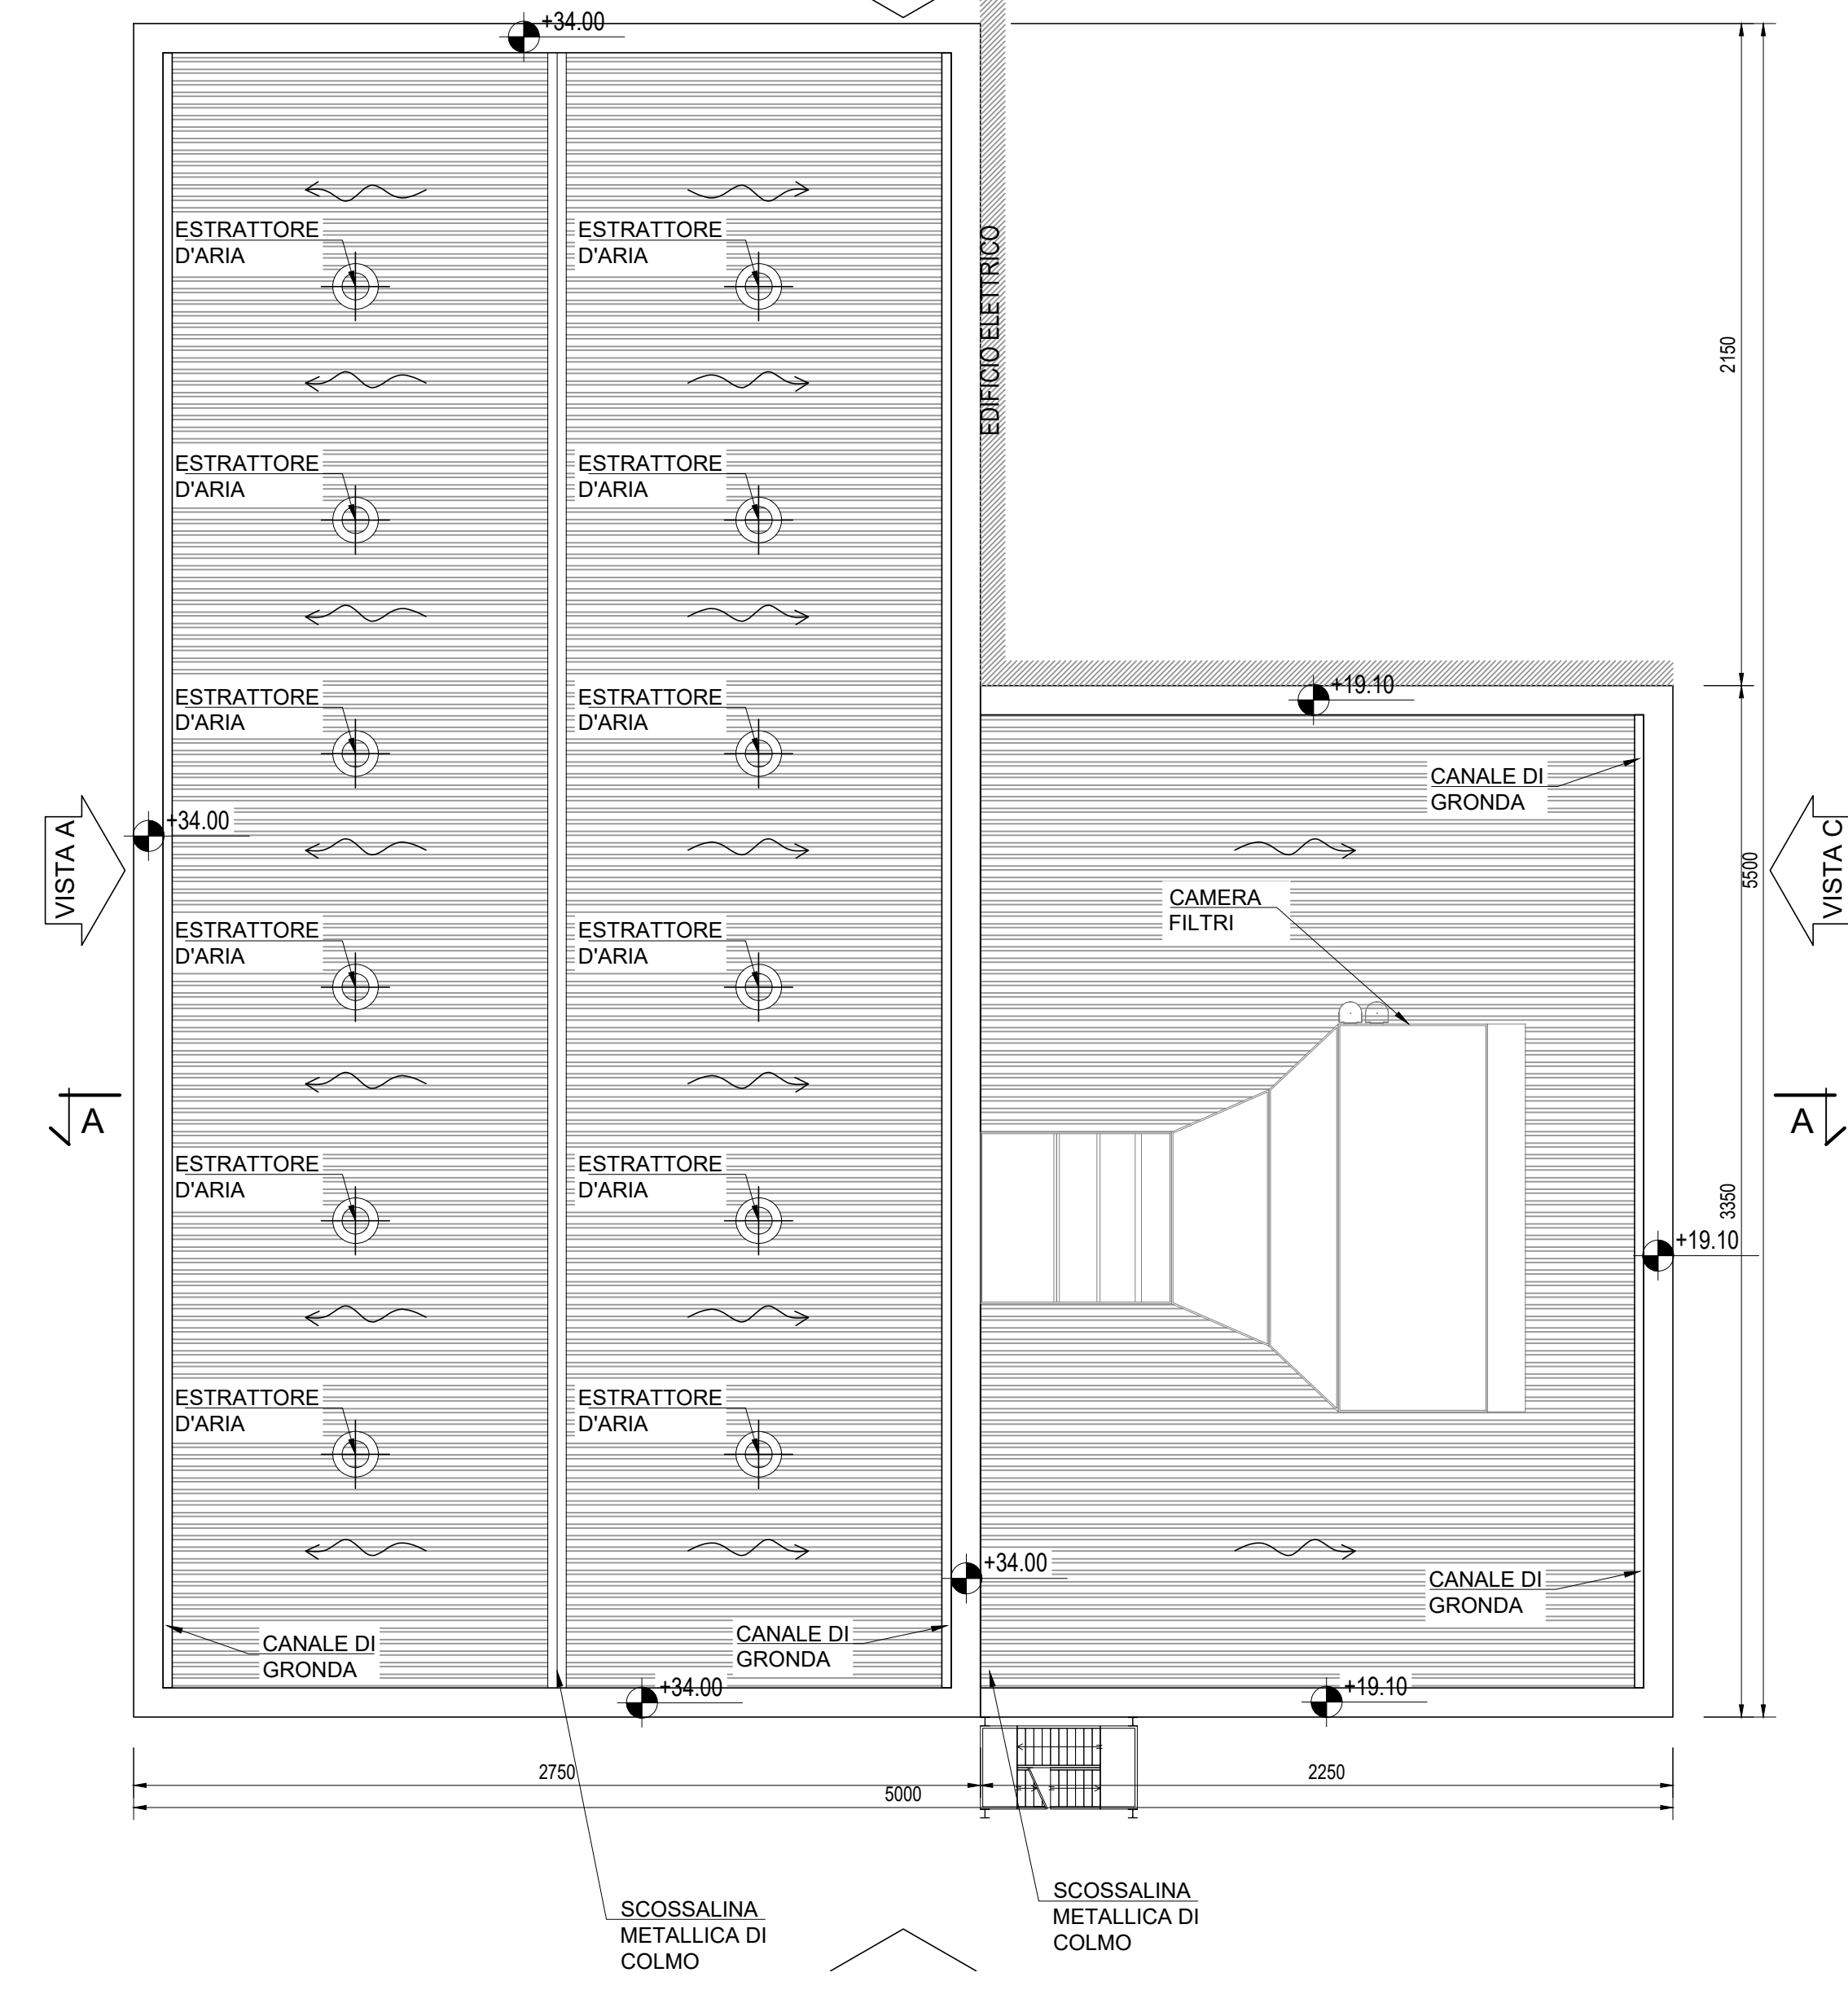 +34.00
ESTRATTORE
D'ARIA
ESTRATTORE
D'ARIA
EDIFICIO ELETTRICO
2150
ESTRATTORE
D'ARIA
ESTRATTORE
D'ARIA
ESTRATTORE
D'ARIA
ESTRATTORE
D'ARIA
+19.10
CANALE DI
GRONDA
VISTA A
+34.00
5500
VISTA C
CAMERA
FILTRI
ESTRATTORE
D'ARIA
ESTRATTORE
D'ARIA
A
A
ESTRATTORE
D'ARIA
ESTRATTORE
D'ARIA
3350
+19.10
ESTRATTORE
D'ARIA
ESTRATTORE
D'ARIA
+34.00
CANALE DI
GRONDA
CANALE DI
GRONDA
CANALE DI
GRONDA
+34.00
+19.10
2750
2250
5000
SCOSSALINA
METALLICA DI
COLMO
SCOSSALINA
METALLICA DI
COLMO